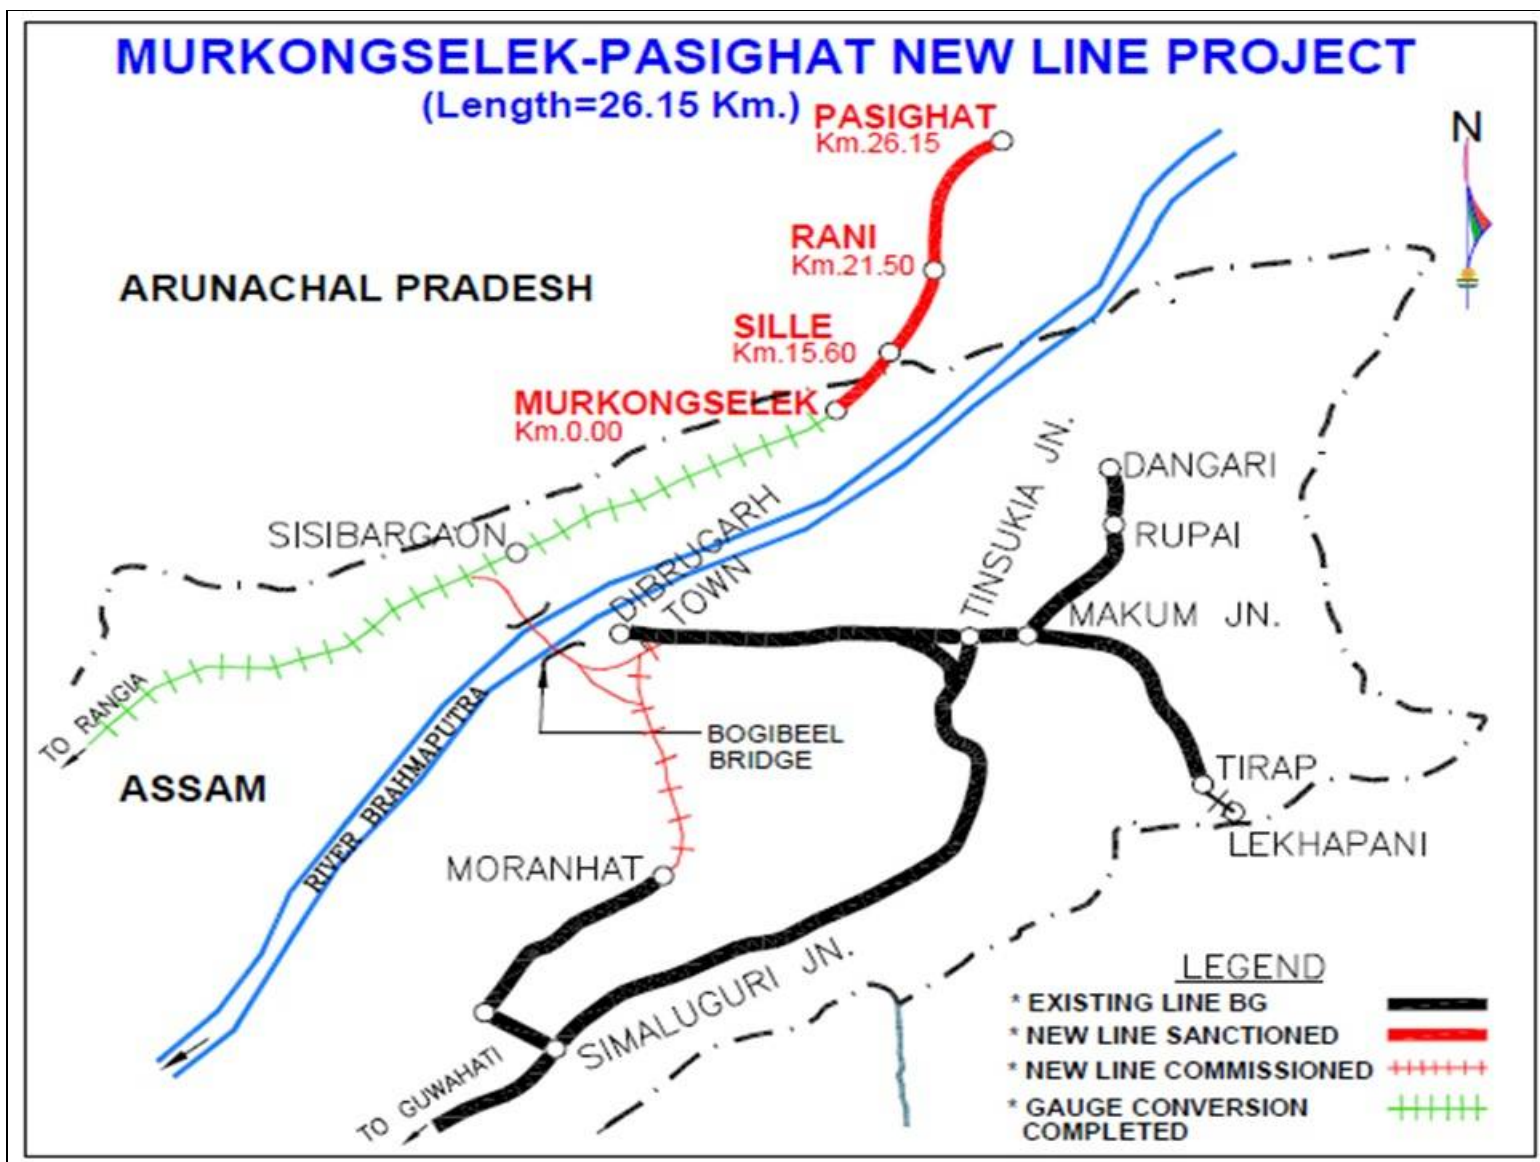 MURKONGSELEK-PASIGHAT NEW LINE PROJECT
(Length=26.15 Km.)
PASIGHAT
Km.26.15
N
RANI
Km.21.50
ARUNACHAL PRADESH
SILLE
Km.15.60
MURKONGSELEK
Km.0.00
DANGARI
SISIBARGAON
RUPAI
DIBRUGARH
TOWN
TINSUKIA JN.
MAKUM JN.
TO RANGIA
RIVER BRAHMAPUTRA
BOGIBEEL
BRIDGE
ASSAM
TIRAP
LEKHAPANI
MORANHAT
SIMALUGURI JN.
TO GUWAHATI
LEGEND
* EXISTING LINE BG
* NEW LINE SANCTIONED
* NEW LINE COMMISSIONED
* GAUGE CONVERSION
COMPLETED